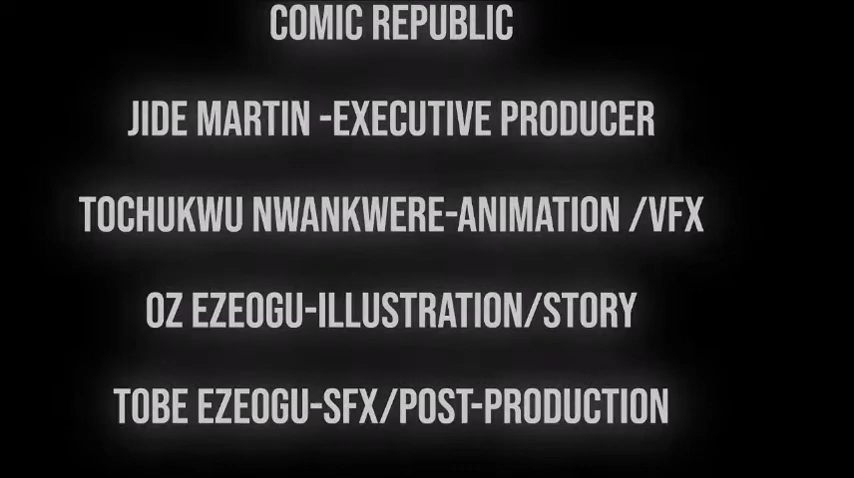 COMIC REPUBLIC
JIDE MARTIN -EXECUTIVE PRODUCER
TOCHUKWU NWANKWERE-ANIMATION /VFX
OZ EZEOGU-ILLUSTRATION/STORY
TOBE EZEOGU-SFX/POST-PRODUCTION